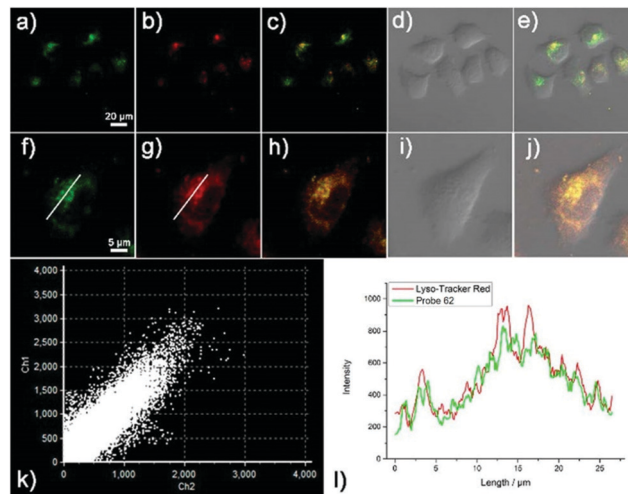 a)
b)
c)
d)
e)
20 µm
f)
g)
h)
i)
j)
5 µm
4,000
3,500
3,000
2,500
2,000
1,500
1,000
500
0
Ch1
0
1,000
2,000
3,000
4,000
Ch2
k)
Lyso-Tracker Red
Probe 62
1000
800
600
400
200
0
Intensity
0
5
10
15
20
25
Length / µm
l)